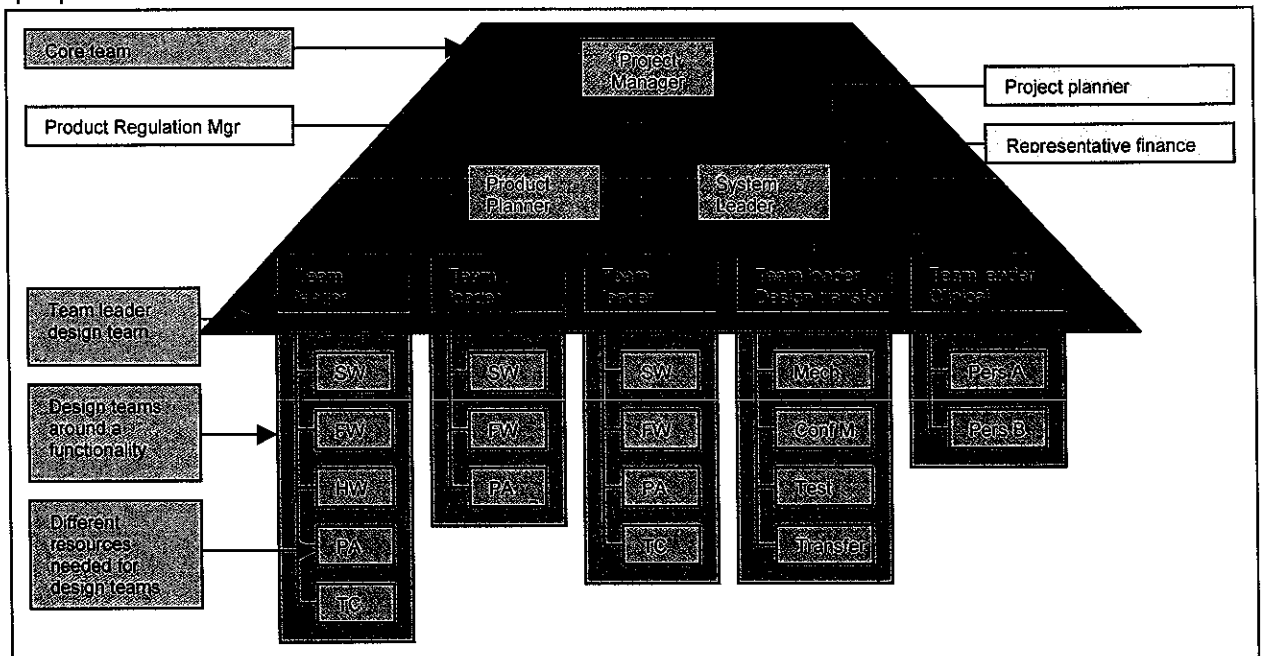 Core team
Project
Manager
Project planner
Product Regulation Mgr
Representative finance
Product
Planner
System
Leader
Team
leader
Team
leader
Team
leader
Team leader
Design transfer
Team leader
Clinical
Team leader
design team
SW
SW
SW
Mech
Pers A
Design teams
around a
functionality
FW
FW
FW
Conf M
Pers B
HW
PA
PA
Test
Different
resources
needed for
design teams
PA
TC
Transfer
TC